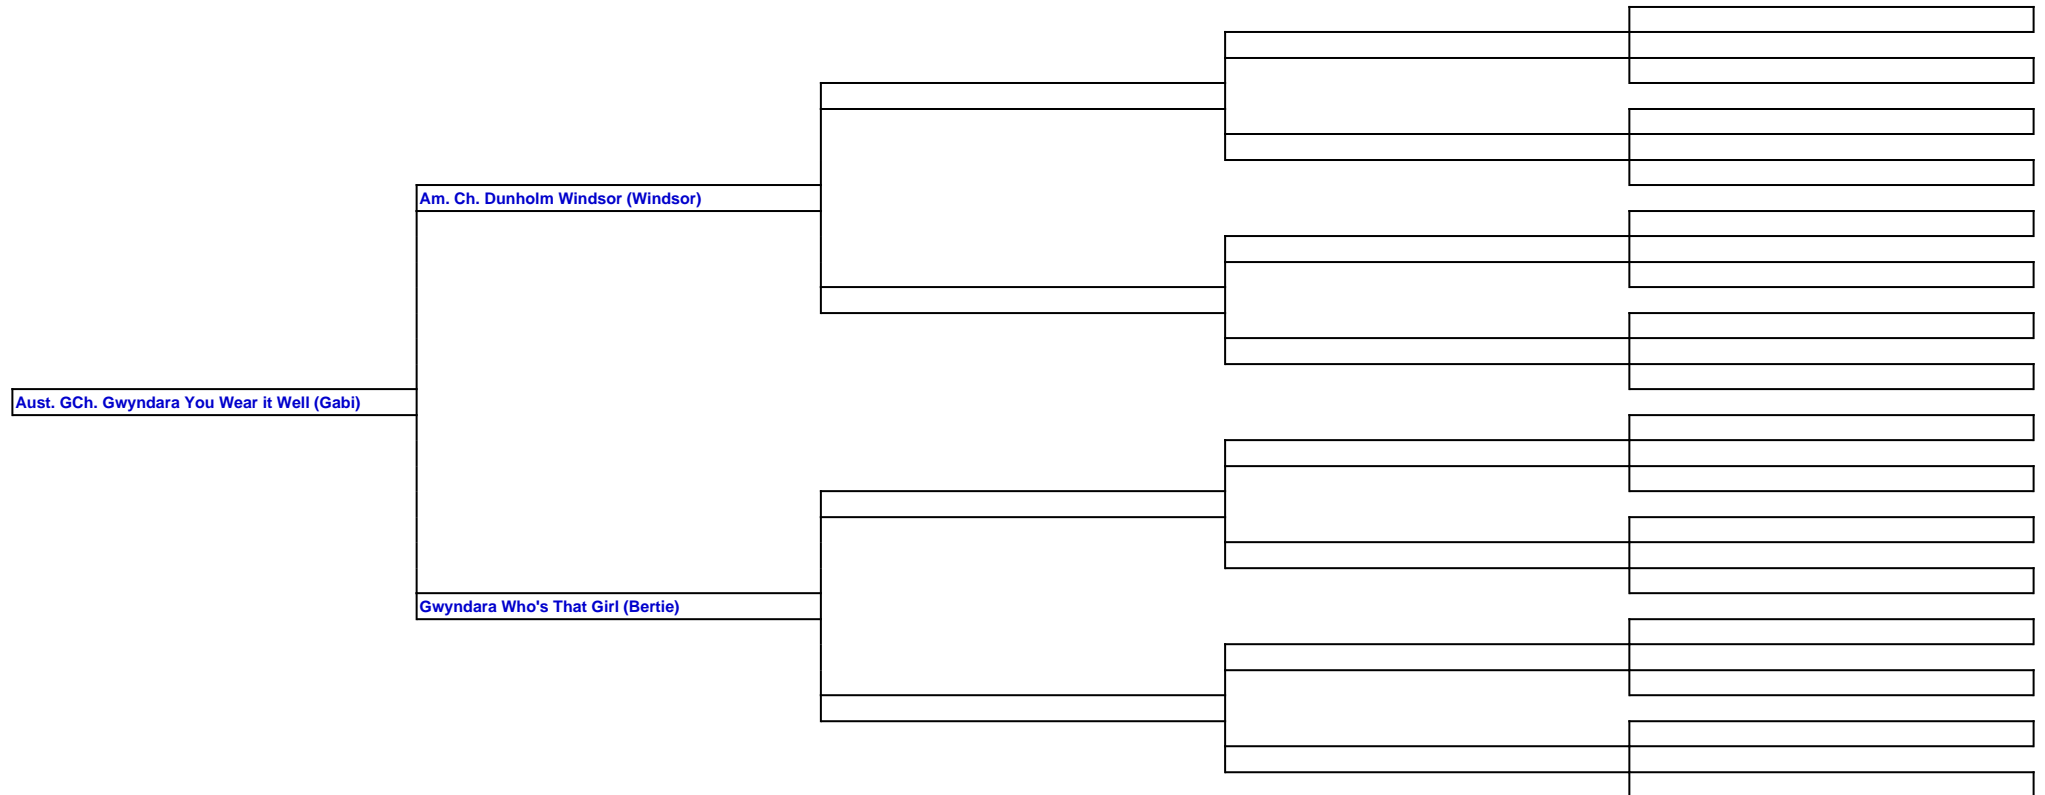 Am. Ch. Dunholm Windsor (Windsor)
Aust. GCh. Gwyndara You Wear it Well (Gabi)
Gwyndara Who's That Girl (Bertie)